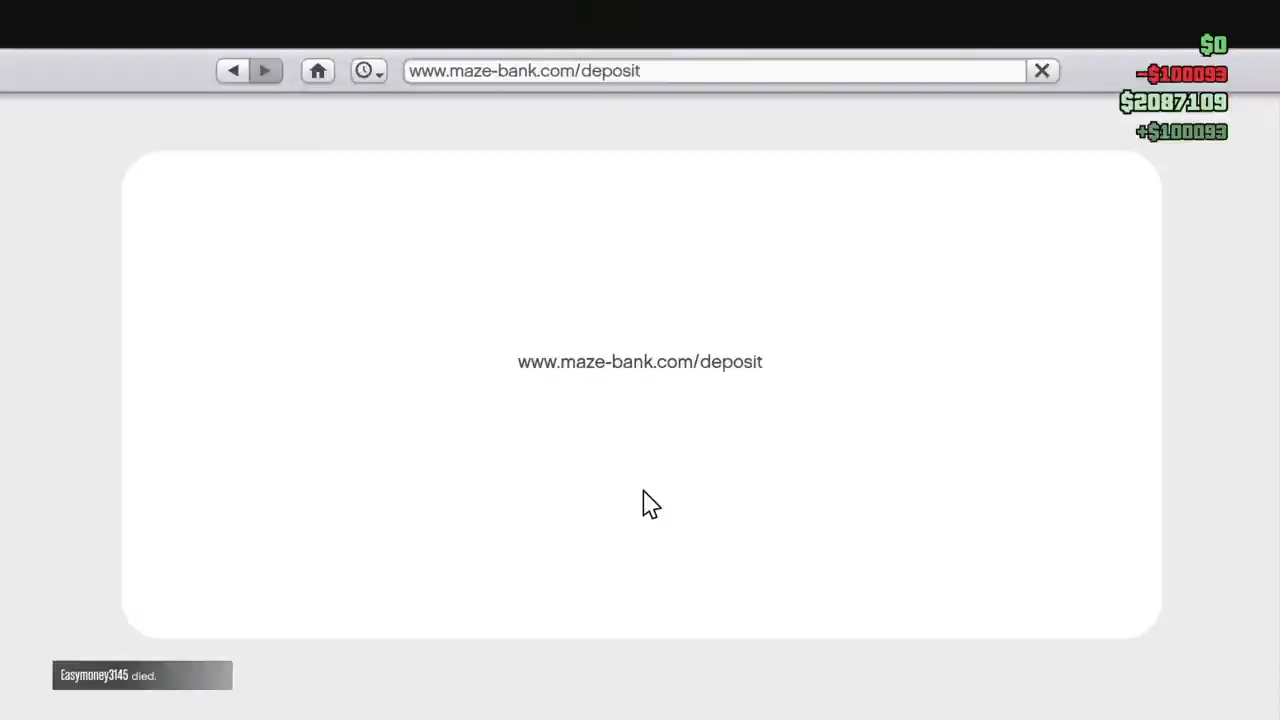 www.maze-bank.com/deposit
$0
-$100093
$2087109
+$100093
www.maze-bank.com/deposit
Easymoney3145 died.